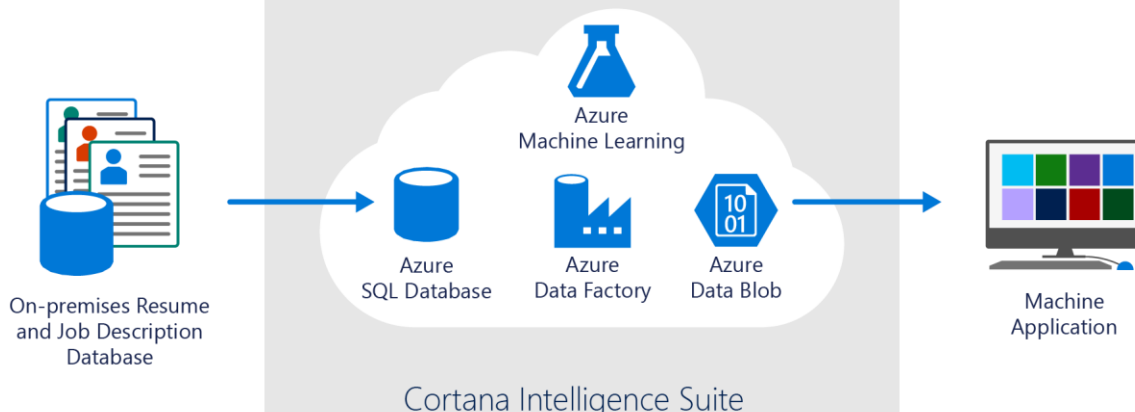 Azure
Machine Learning
10
01
Azure
SQL Database
Azure
Data Factory
Azure
Data Blob
On-premises Resume
and Job Description
Database
Machine
Application
Cortana Intelligence Suite